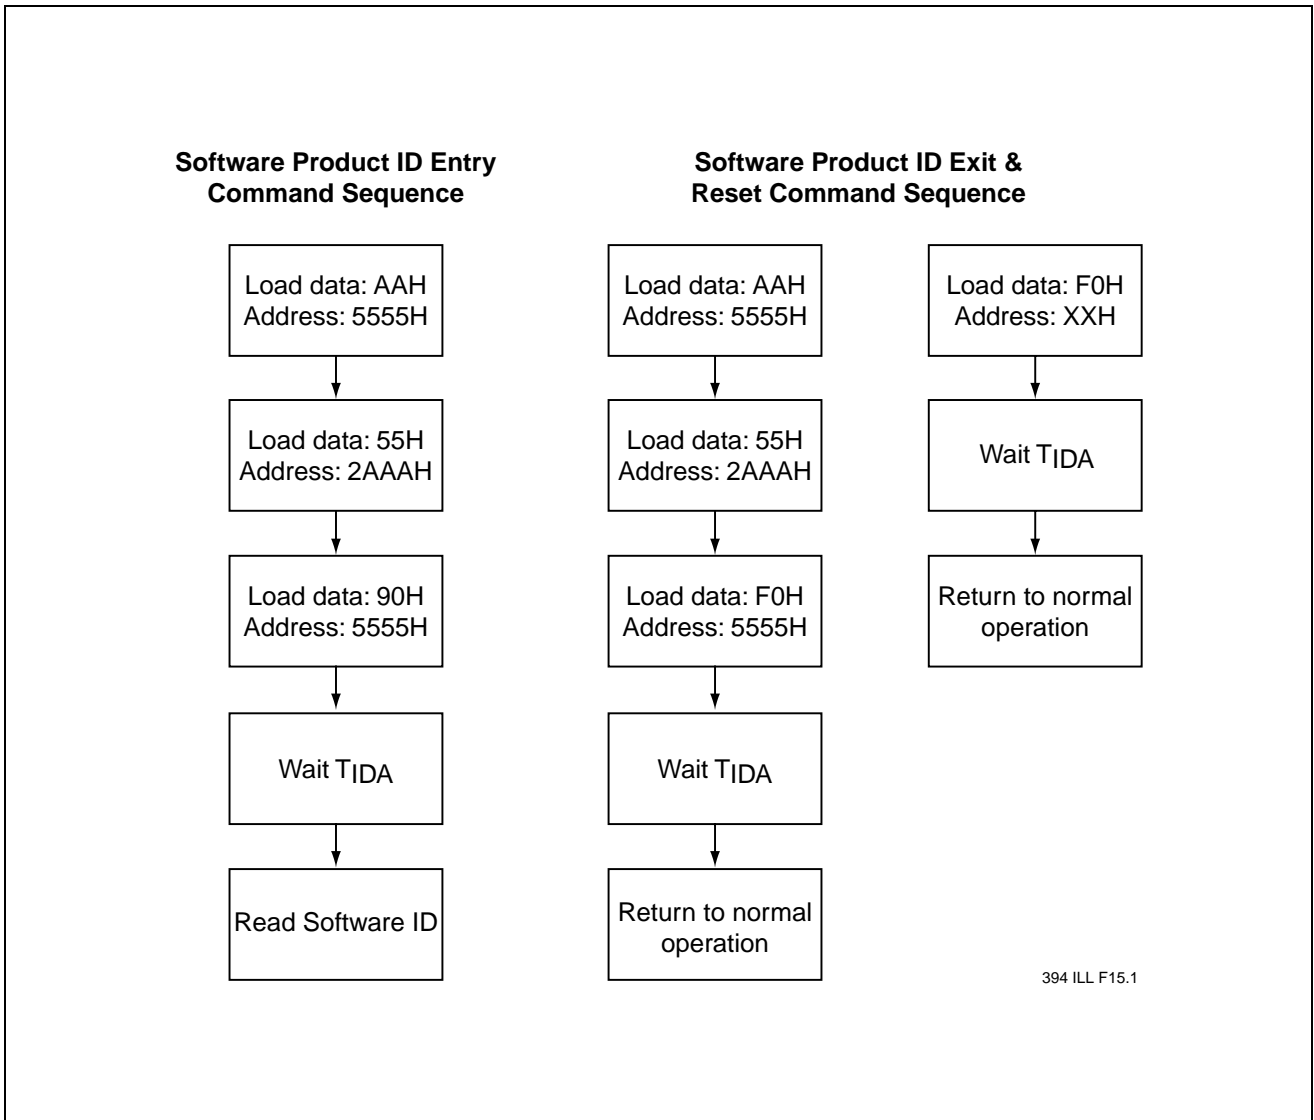 Software Product ID Entry
Command Sequence
Load data: AAH
Address: 5555H
Load data: 55H
Address: 2AAAH
Load data: 90H
Address: 5555H
Wait TIDA
Read Software ID
Software Product ID Exit &
Reset Command Sequence
Load data: AAH
Address: 5555H
Load data: 55H
Address: 2AAAH
Load data: F0H
Address: 5555H
Wait TIDA
Return to normal
operation
Load data: F0H
Address: XXH
Wait TIDA
Return to normal
operation
394 ILL F15.1